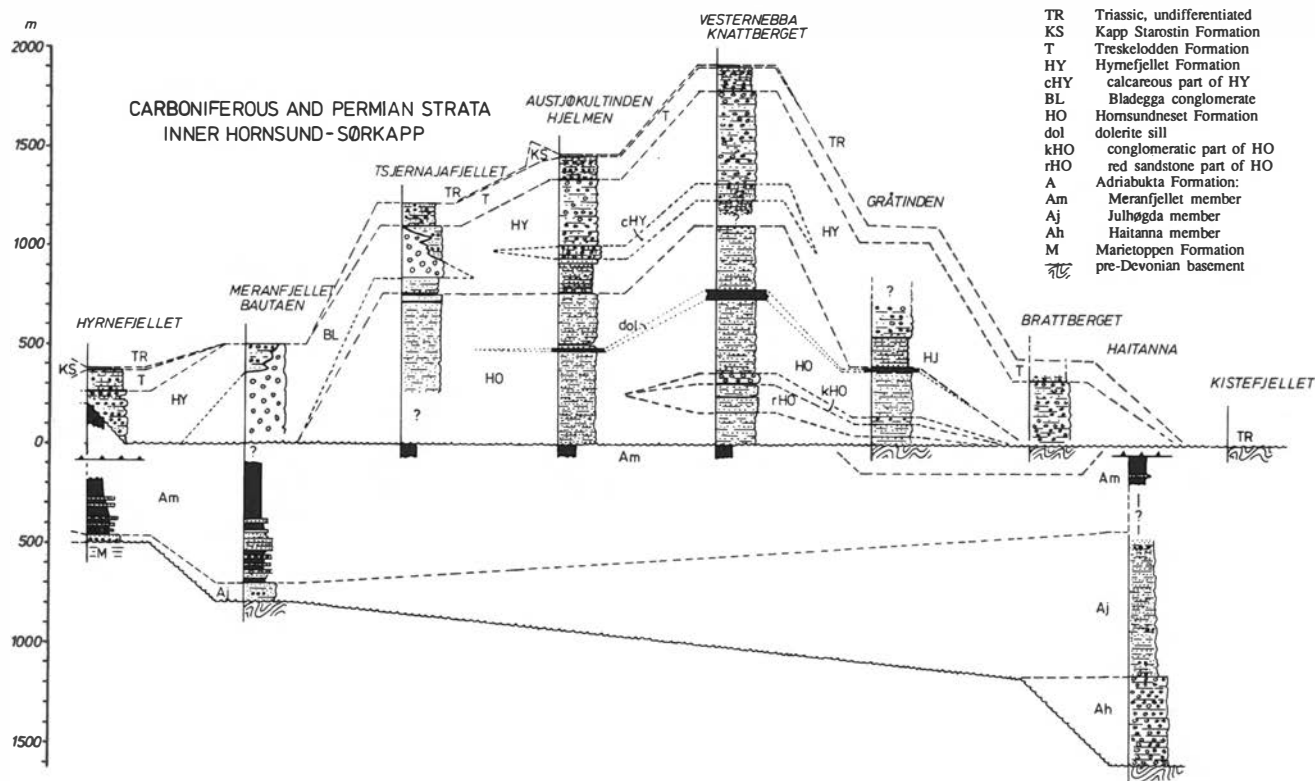 m
2000
1500
1000
500
0
500
1000
1500
CARBONIFEROUS AND PERMIAN STRATA
INNER HORNSUND-SØRKAPP
HYRNEFJELLET
MERANFJELLET
BAUTAEN
TSJERNAJAFJELLET
AUSTJØKULTINDEN
HJELMEN
VESTERNEBBA
KNATTBERGET
GRÅTINDEN
BRATTBERGET
HAITANNA
KISTEFJELLET
KS
TR
T
HY
BL
TR
T
KS
T
TR
HY
cHY
HY
?
dol
HO
HO
?
HJ
kHO
rHO
T
TR
?
?
Am
Am
Am
M
Aj
?
Aj
Ah
TR Triassic, undifferentiated
KS Kapp Starostin Formation
T Treskelodden Formation
HY Hyrnefjellet Formation
cHY calcareous part of HY
BL Bladegga conglomerate
HO Hornsundneset Formation
dol dolerite sill
kHO conglomeratic part of HO
rHO red sandstone part of HO
A Adriabukta Formation:
Am Meranfjellet member
Aj Julhøgda member
Ah Haitanna member
M Marietoppen Formation
pre-Devonian basement